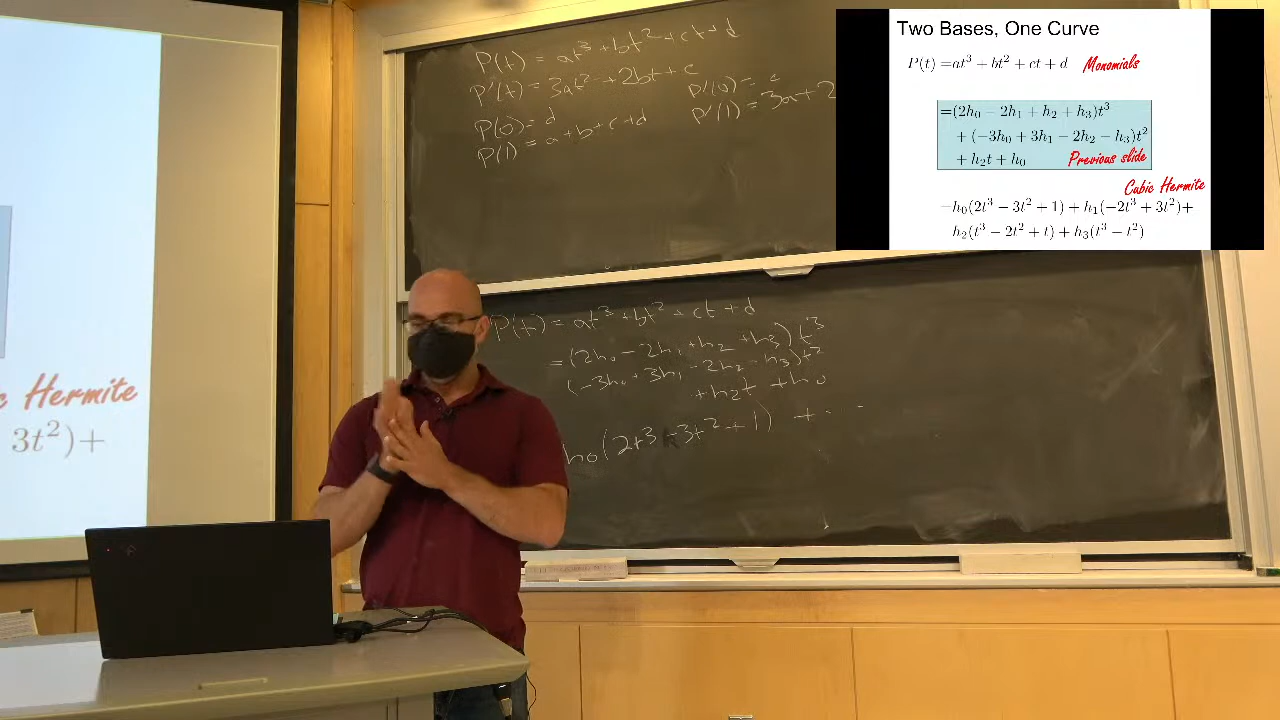 Two Bases, One Curve
P(t) =at³ + bt² + ct + d Monomials
=(2h₀ − 2h₁ + h₂ + h₃)t³
+ (−3h₀ + 3h₁ − 2h₂ − h₃)t²
+ h₂t + h₀ Previous slide
Cubic Hermite
=h₀(2t³ − 3t² + 1) + h₁(−2t³ + 3t²)+
h₂(t³ − 2t² + t) + h₃(t³ − t²)
P(t) = at³ + bt² + ct + d
P'(t) = 3at² + 2bt + c
P(0) = d
P(1) = a + b + c + d
P'(0) = c
P'(1) = 3a + 2
P(t) = at³ + bt² + ct + d
= (2h₀ − 2h₁ + h₂ + h₃) t³
(−3h₀ + 3h₁ − 2h₂ − h₃) t²
+ h₂t + h₀
h₀(2t³ − 3t² + 1) + ...
c Hermite
3t²)+